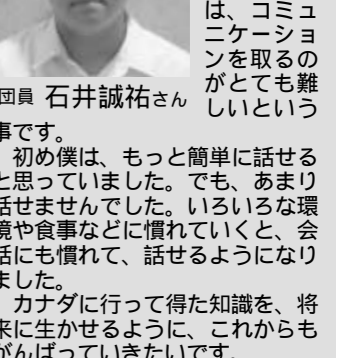 は、コミュ
ニケーショ
ンを取るの
がとても難
しいという
団員 石井誠祐さん
事です。
初め僕は、もっと簡単に話せる
と思っていました。でも、あまり
話せませんでした。いろいろな環
境や食事などに慣れていくと、会
話にも慣れて、話せるようになり
ました。
カナダに行って得た知識を、将
来に生かせるように、これからも
がんばっていきたいです。